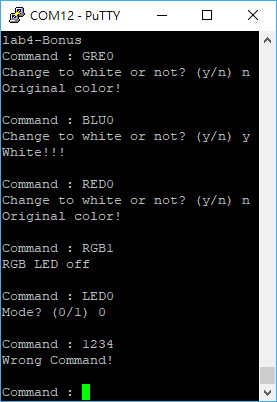 COM12 - PuTTY
lab4-Bonus
Command : GRE0
Change to white or not? (y/n) n
Original color!
Command : BLU0
Change to white or not? (y/n) y
White!!!
Command : RED0
Change to white or not? (y/n) n
Original color!
Command : RGB1
RGB LED off
Command : LED0
Mode? (0/1) 0
Command : 1234
Wrong Command!
Command :